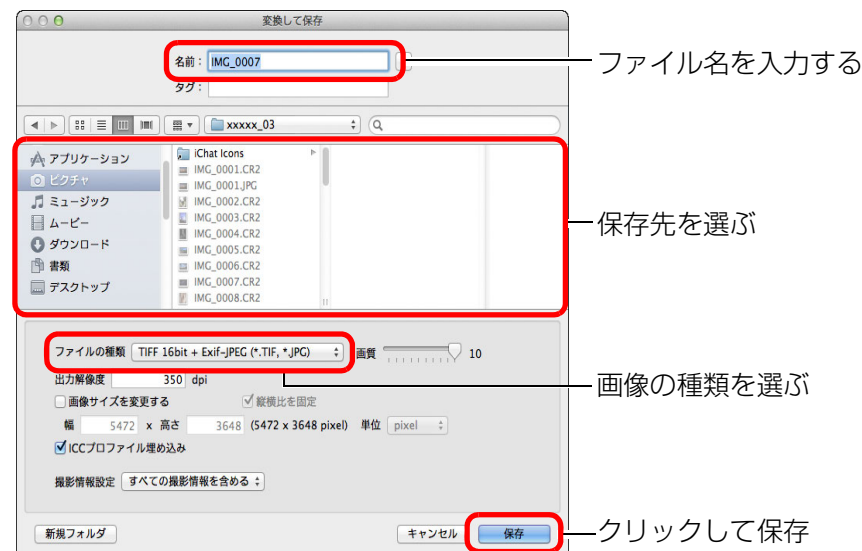 変換して保存
名前： IMG_0007
ファイル名を入力する
タグ：
xxxxx_03
アプリケーション
ピクチャ
ミュージック
ムービー
ダウンロード
書類
デスクトップ
iChat Icons
IMG_0001.CR2
IMG_0001.JPG
IMG_0002.CR2
IMG_0003.CR2
IMG_0004.CR2
IMG_0005.CR2
IMG_0006.CR2
IMG_0007.CR2
IMG_0008.CR2
保存先を選ぶ
ファイルの種類 TIFF 16bit + Exif-JPEG (*.TIF, *.JPG) 画質 10
出力解像度 350 dpi
画像の種類を選ぶ
画像サイズを変更する 縦横比を固定
幅 5472 x 高さ 3648 (5472 x 3648 pixel) 単位 pixel
ICCプロファイル埋め込み
撮影情報設定 すべての撮影情報を含める
新規フォルダ キャンセル 保存
クリックして保存